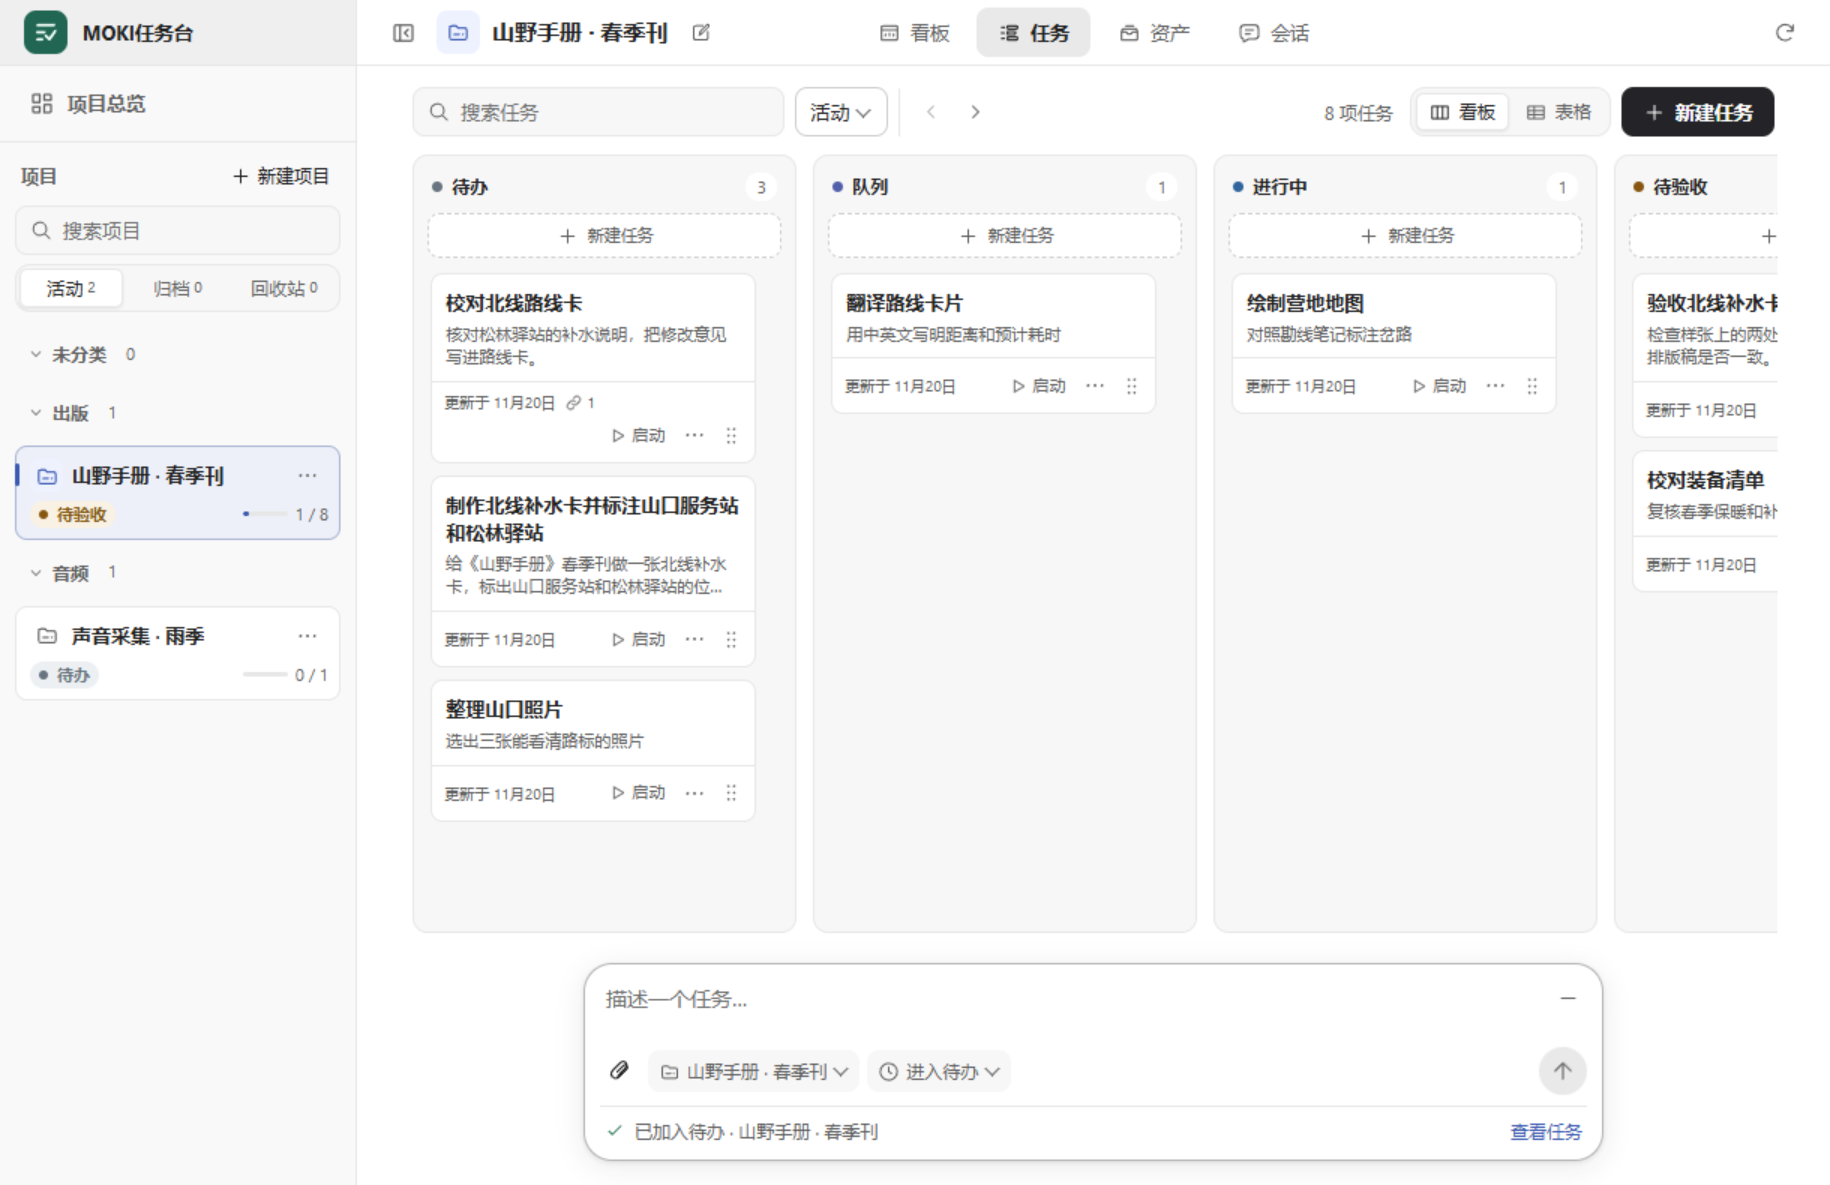 MOKI任务台
山野手册 · 春季刊
看板
任务
资产
会话
项目总览
项目
新建项目
搜索项目
活动 2
归档 0
回收站 0
未分类 0
出版 1
山野手册 · 春季刊
待验收
1 / 8
音频 1
声音采集 · 雨季
待办
0 / 1
搜索任务
活动
8 项任务
看板
表格
新建任务
待办
3
新建任务
校对北线路线卡
核对松林驿站的补水说明，把修改意见
写进路线卡。
更新于 11月20日
1
启动
制作北线补水卡并标注山口服务站
和松林驿站
给《山野手册》春季刊做一张北线补水
卡，标出山口服务站和松林驿站的位...
更新于 11月20日
启动
整理山口照片
选出三张能看清路标的照片
更新于 11月20日
启动
队列
1
新建任务
翻译路线卡片
用中英文写明距离和预计耗时
更新于 11月20日
启动
进行中
1
新建任务
绘制营地地图
对照勘线笔记标注岔路
更新于 11月20日
启动
待验收
验收北线补水卡
检查样张上的两处
排版稿是否一致。
更新于 11月20日
校对装备清单
复核春季保暖和补
更新于 11月20日
描述一个任务...
山野手册 · 春季刊
进入待办
已加入待办 · 山野手册 · 春季刊
查看任务